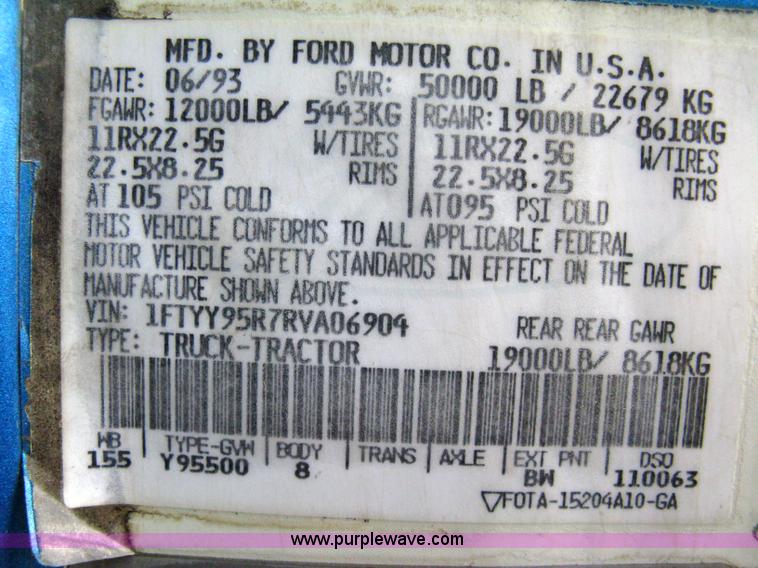 MFD. BY FORD MOTOR CO. IN U.S.A.
DATE: 06/93 GVWR: 50000 LB / 22679 KG
FGAWR: 12000LB/ 5443KG RGAWR: 19000LB/ 8618KG
11RX22.5G W/TIRES 11RX22.5G W/TIRES
22.5X8.25 RIMS 22.5X8.25 RIMS
AT 105 PSI COLD AT 095 PSI COLD
THIS VEHICLE CONFORMS TO ALL APPLICABLE FEDERAL
MOTOR VEHICLE SAFETY STANDARDS IN EFFECT ON THE DATE OF
MANUFACTURE SHOWN ABOVE.
VIN: 1FTYY95R7RVA06904 REAR REAR GAWR
TYPE: TRUCK-TRACTOR 19000LB/ 8618KG
WB TYPE-GVW BODY TRANS AXLE EXT PNT DSO
155 Y95500 8 BW 110063
▽FOTA-15204A10-GA
www.purplewave.com